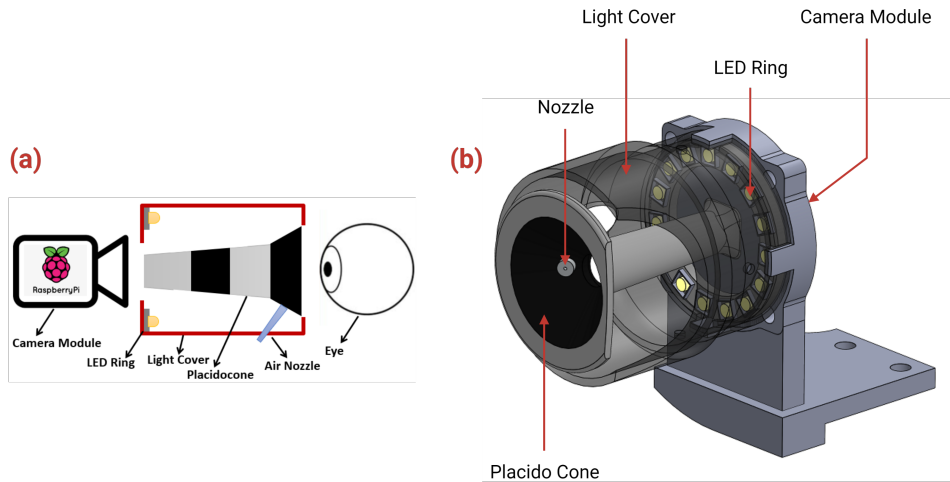 (a)
RaspberryPi
Camera Module
LED Ring
Light Cover
Placidocone
Air Nozzle
Eye
(b)
Light Cover
Camera Module
LED Ring
Nozzle
Placido Cone